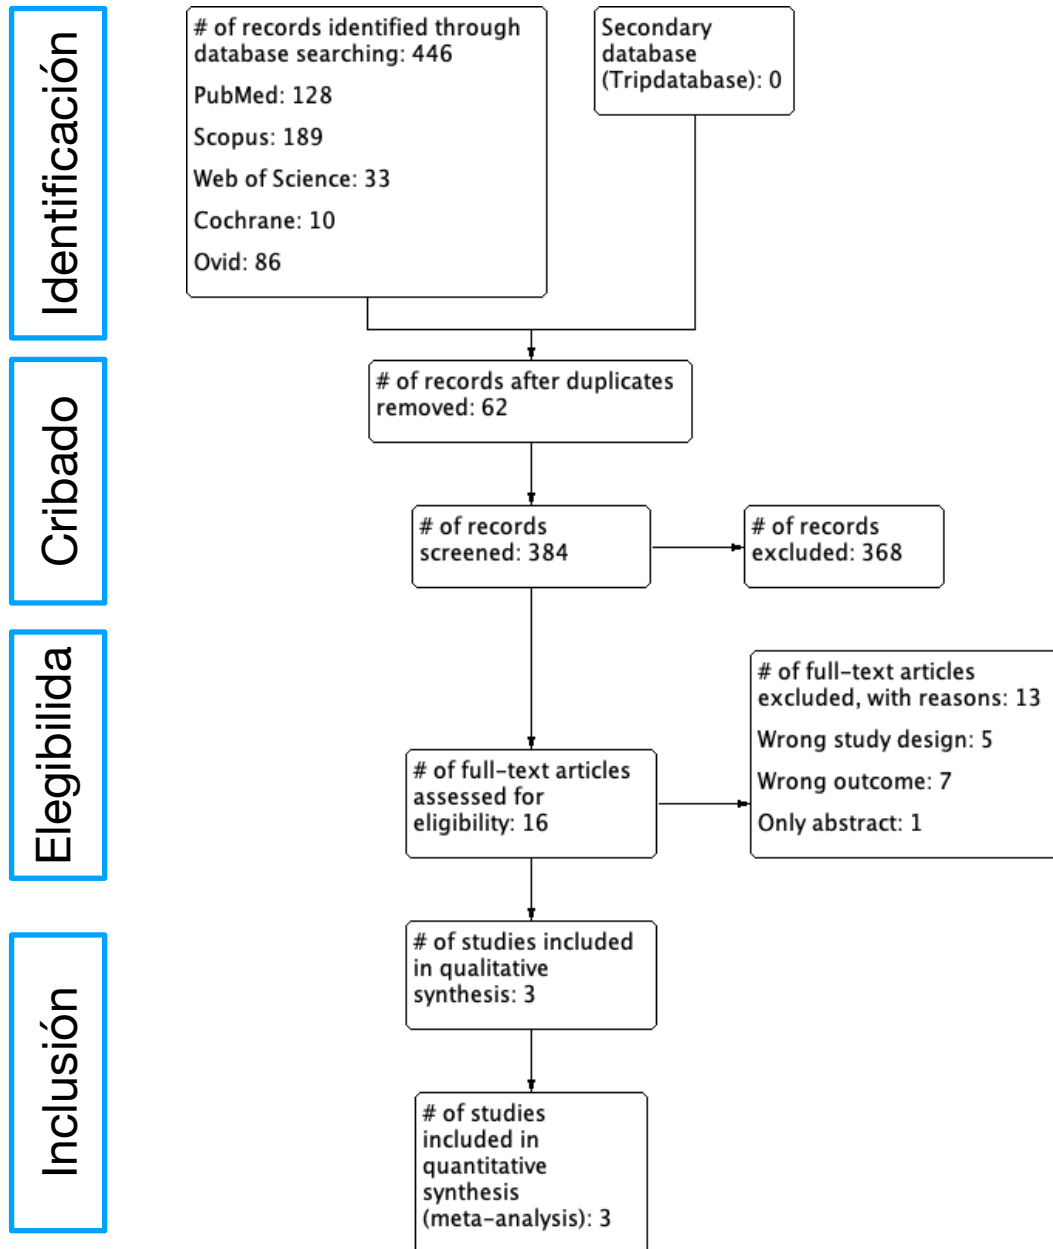 Identificación
# of records identified through
database searching: 446
PubMed: 128
Scopus: 189
Web of Science: 33
Cochrane: 10
Ovid: 86
Secondary
database
(Tripdatabase): 0
Cribado
# of records after duplicates
removed: 62
# of records
screened: 384
# of records
excluded: 368
Elegibilida
# of full-text articles
assessed for
eligibility: 16
# of full-text articles
excluded, with reasons: 13
Wrong study design: 5
Wrong outcome: 7
Only abstract: 1
Inclusión
# of studies included
in qualitative
synthesis: 3
# of studies
included in
quantitative
synthesis
(meta-analysis): 3